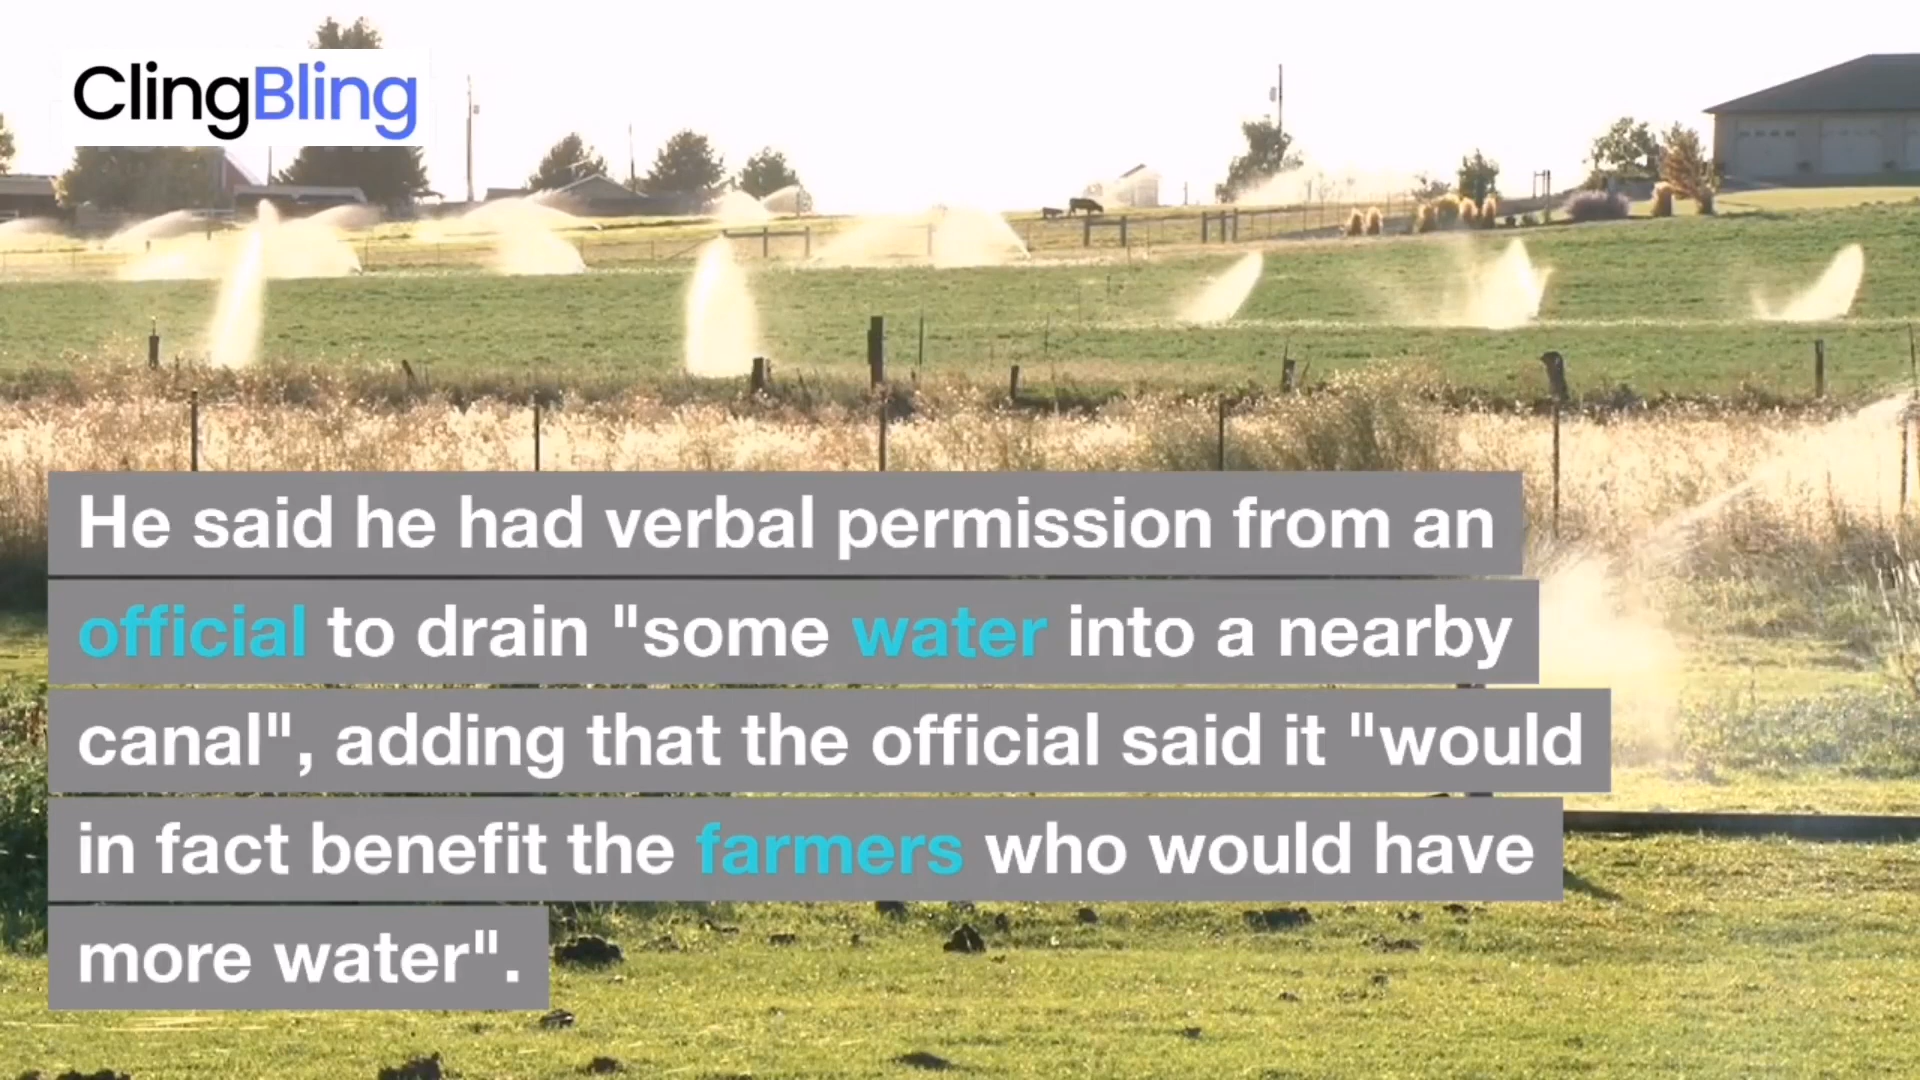 ClingBling
He said he had verbal permission from an
official to drain "some water into a nearby
canal", adding that the official said it "would
in fact benefit the farmers who would have
more water".